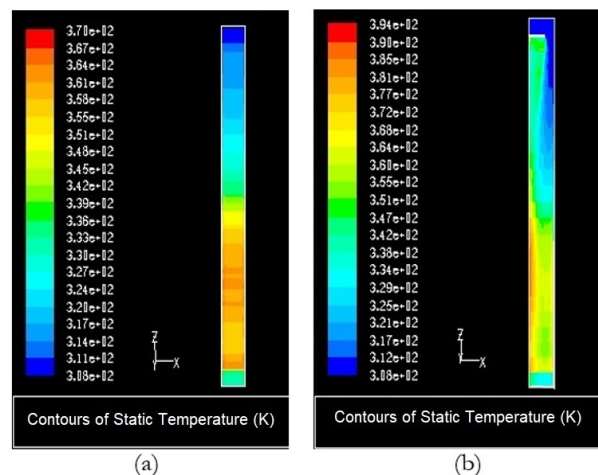 3.70e+02
3.67e+02
3.64e+02
3.61e+02
3.58e+02
3.55e+02
3.51e+02
3.48e+02
3.45e+02
3.42e+02
3.39e+02
3.36e+02
3.33e+02
3.30e+02
3.27e+02
3.24e+02
3.20e+02
3.17e+02
3.14e+02
3.11e+02
3.08e+02
Z
Y X
Contours of Static Temperature (K)
(a)
3.94e+02
3.90e+02
3.85e+02
3.81e+02
3.77e+02
3.72e+02
3.68e+02
3.64e+02
3.60e+02
3.55e+02
3.51e+02
3.47e+02
3.42e+02
3.38e+02
3.34e+02
3.29e+02
3.25e+02
3.21e+02
3.17e+02
3.12e+02
3.08e+02
Z
Y X
Contours of Static Temperature (K)
(b)